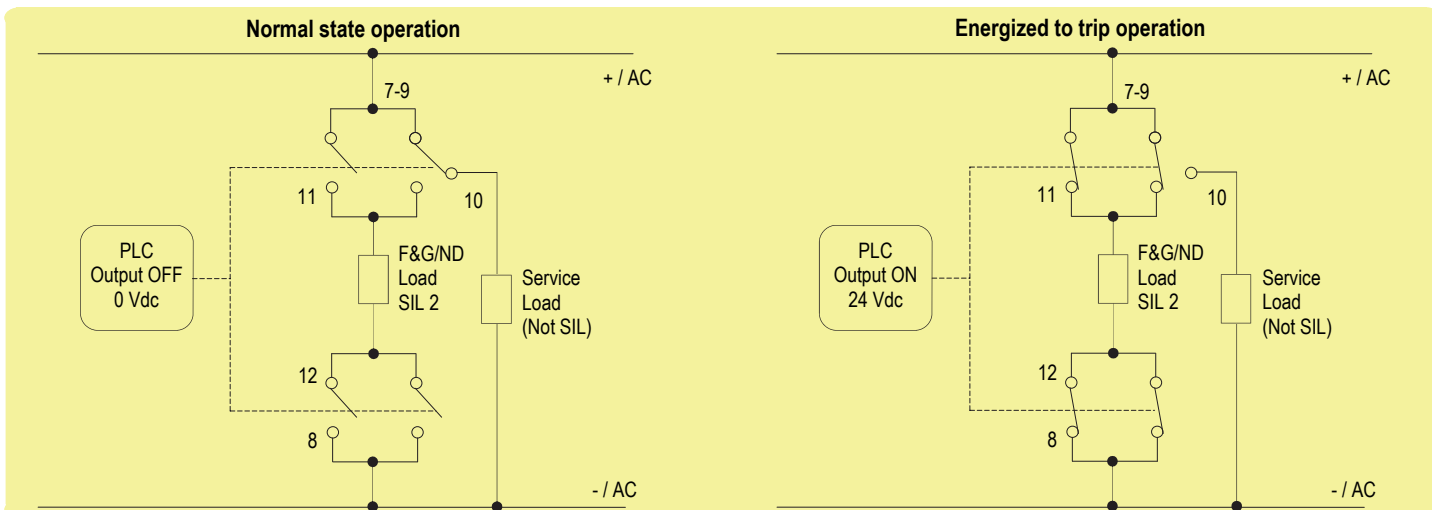 Normal state operation
+ / AC
7-9
11
10
PLC
Output OFF
0 Vdc
F&G/ND
Load
SIL 2
Service
Load
(Not SIL)
12
8
- / AC
Energized to trip operation
+ / AC
7-9
11
10
PLC
Output ON
24 Vdc
F&G/ND
Load
SIL 2
Service
Load
(Not SIL)
12
8
- / AC